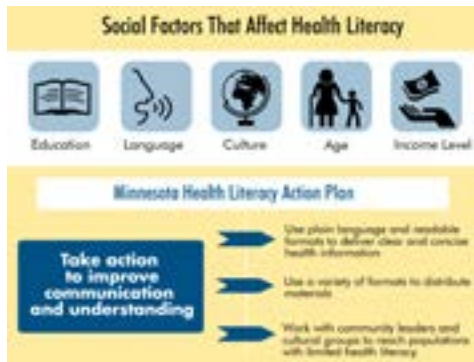 Social Factors That Affect Health Literacy
Education
Language
Culture
Age
Income Level
Minnesota Health Literacy Action Plan
Take action
to improve
communication
and understanding
Use plain language and readable
formats to deliver clear and concise
health information
Use a variety of formats to distribute
materials
Work with community leaders and
cultural groups to reach populations
with limited health literacy